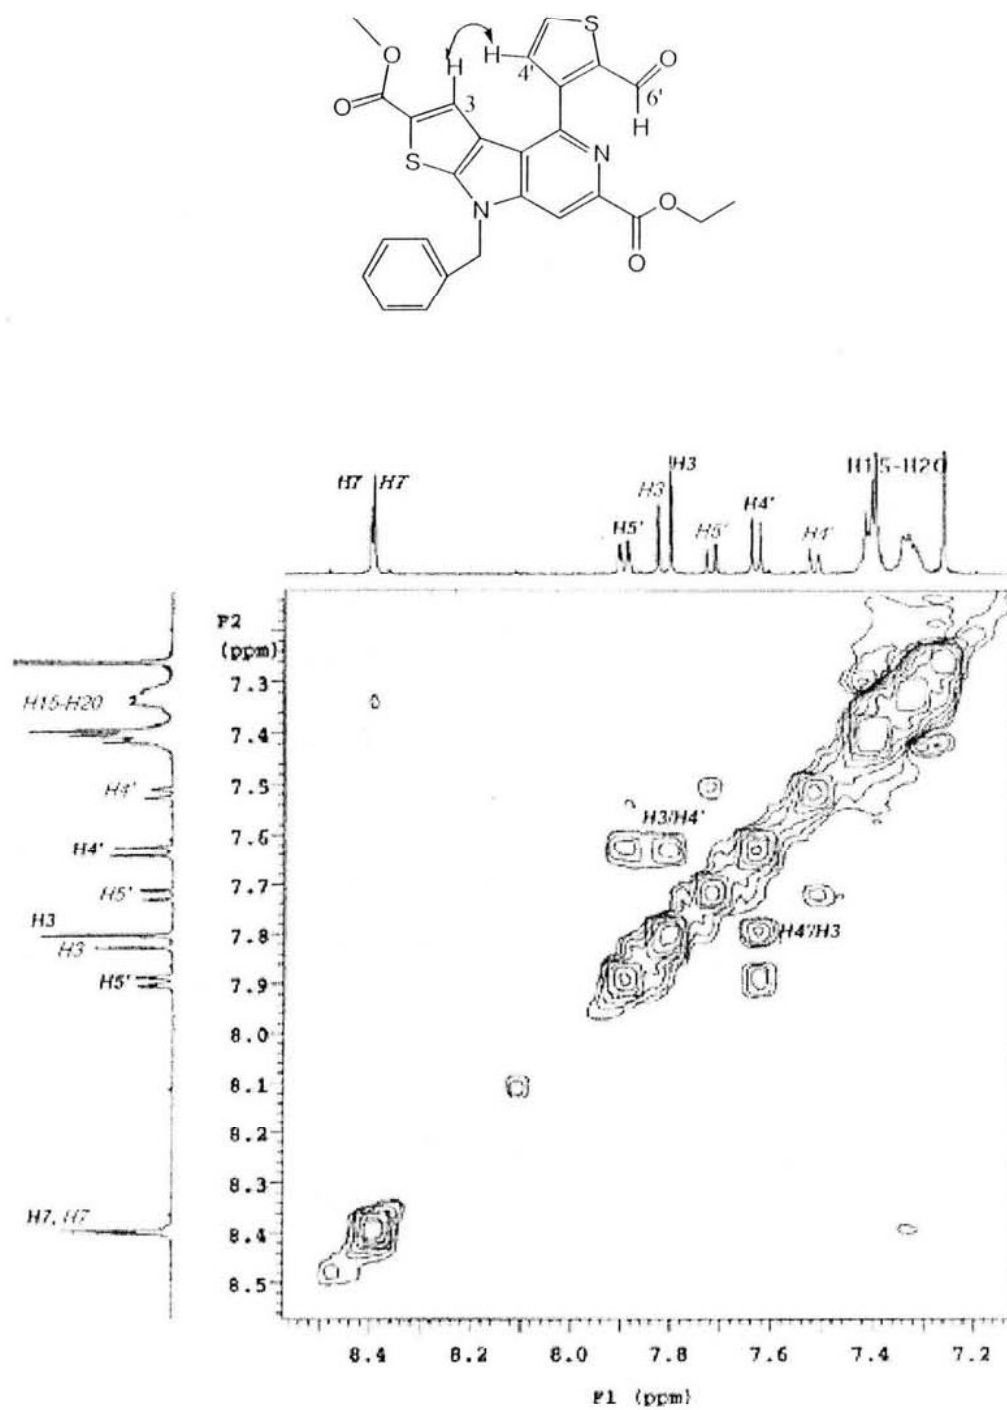 S
H
H
4'
O
O
O
3
6'
H
S
N
N
O
O
H7 H7
H5'
H3
H3
H5'
H4'
H4'
H15-H20
F2
(ppm)
H15-H20
H4'
H4'
H5'
H3
H3
H5'
H7, H7
7.3
7.4
7.5
7.6
7.7
7.8
7.9
8.0
8.1
8.2
8.3
8.4
8.5
H3/H4'
H4'/H3
8.4
8.2
8.0
7.8
7.6
7.4
7.2
F1 (ppm)